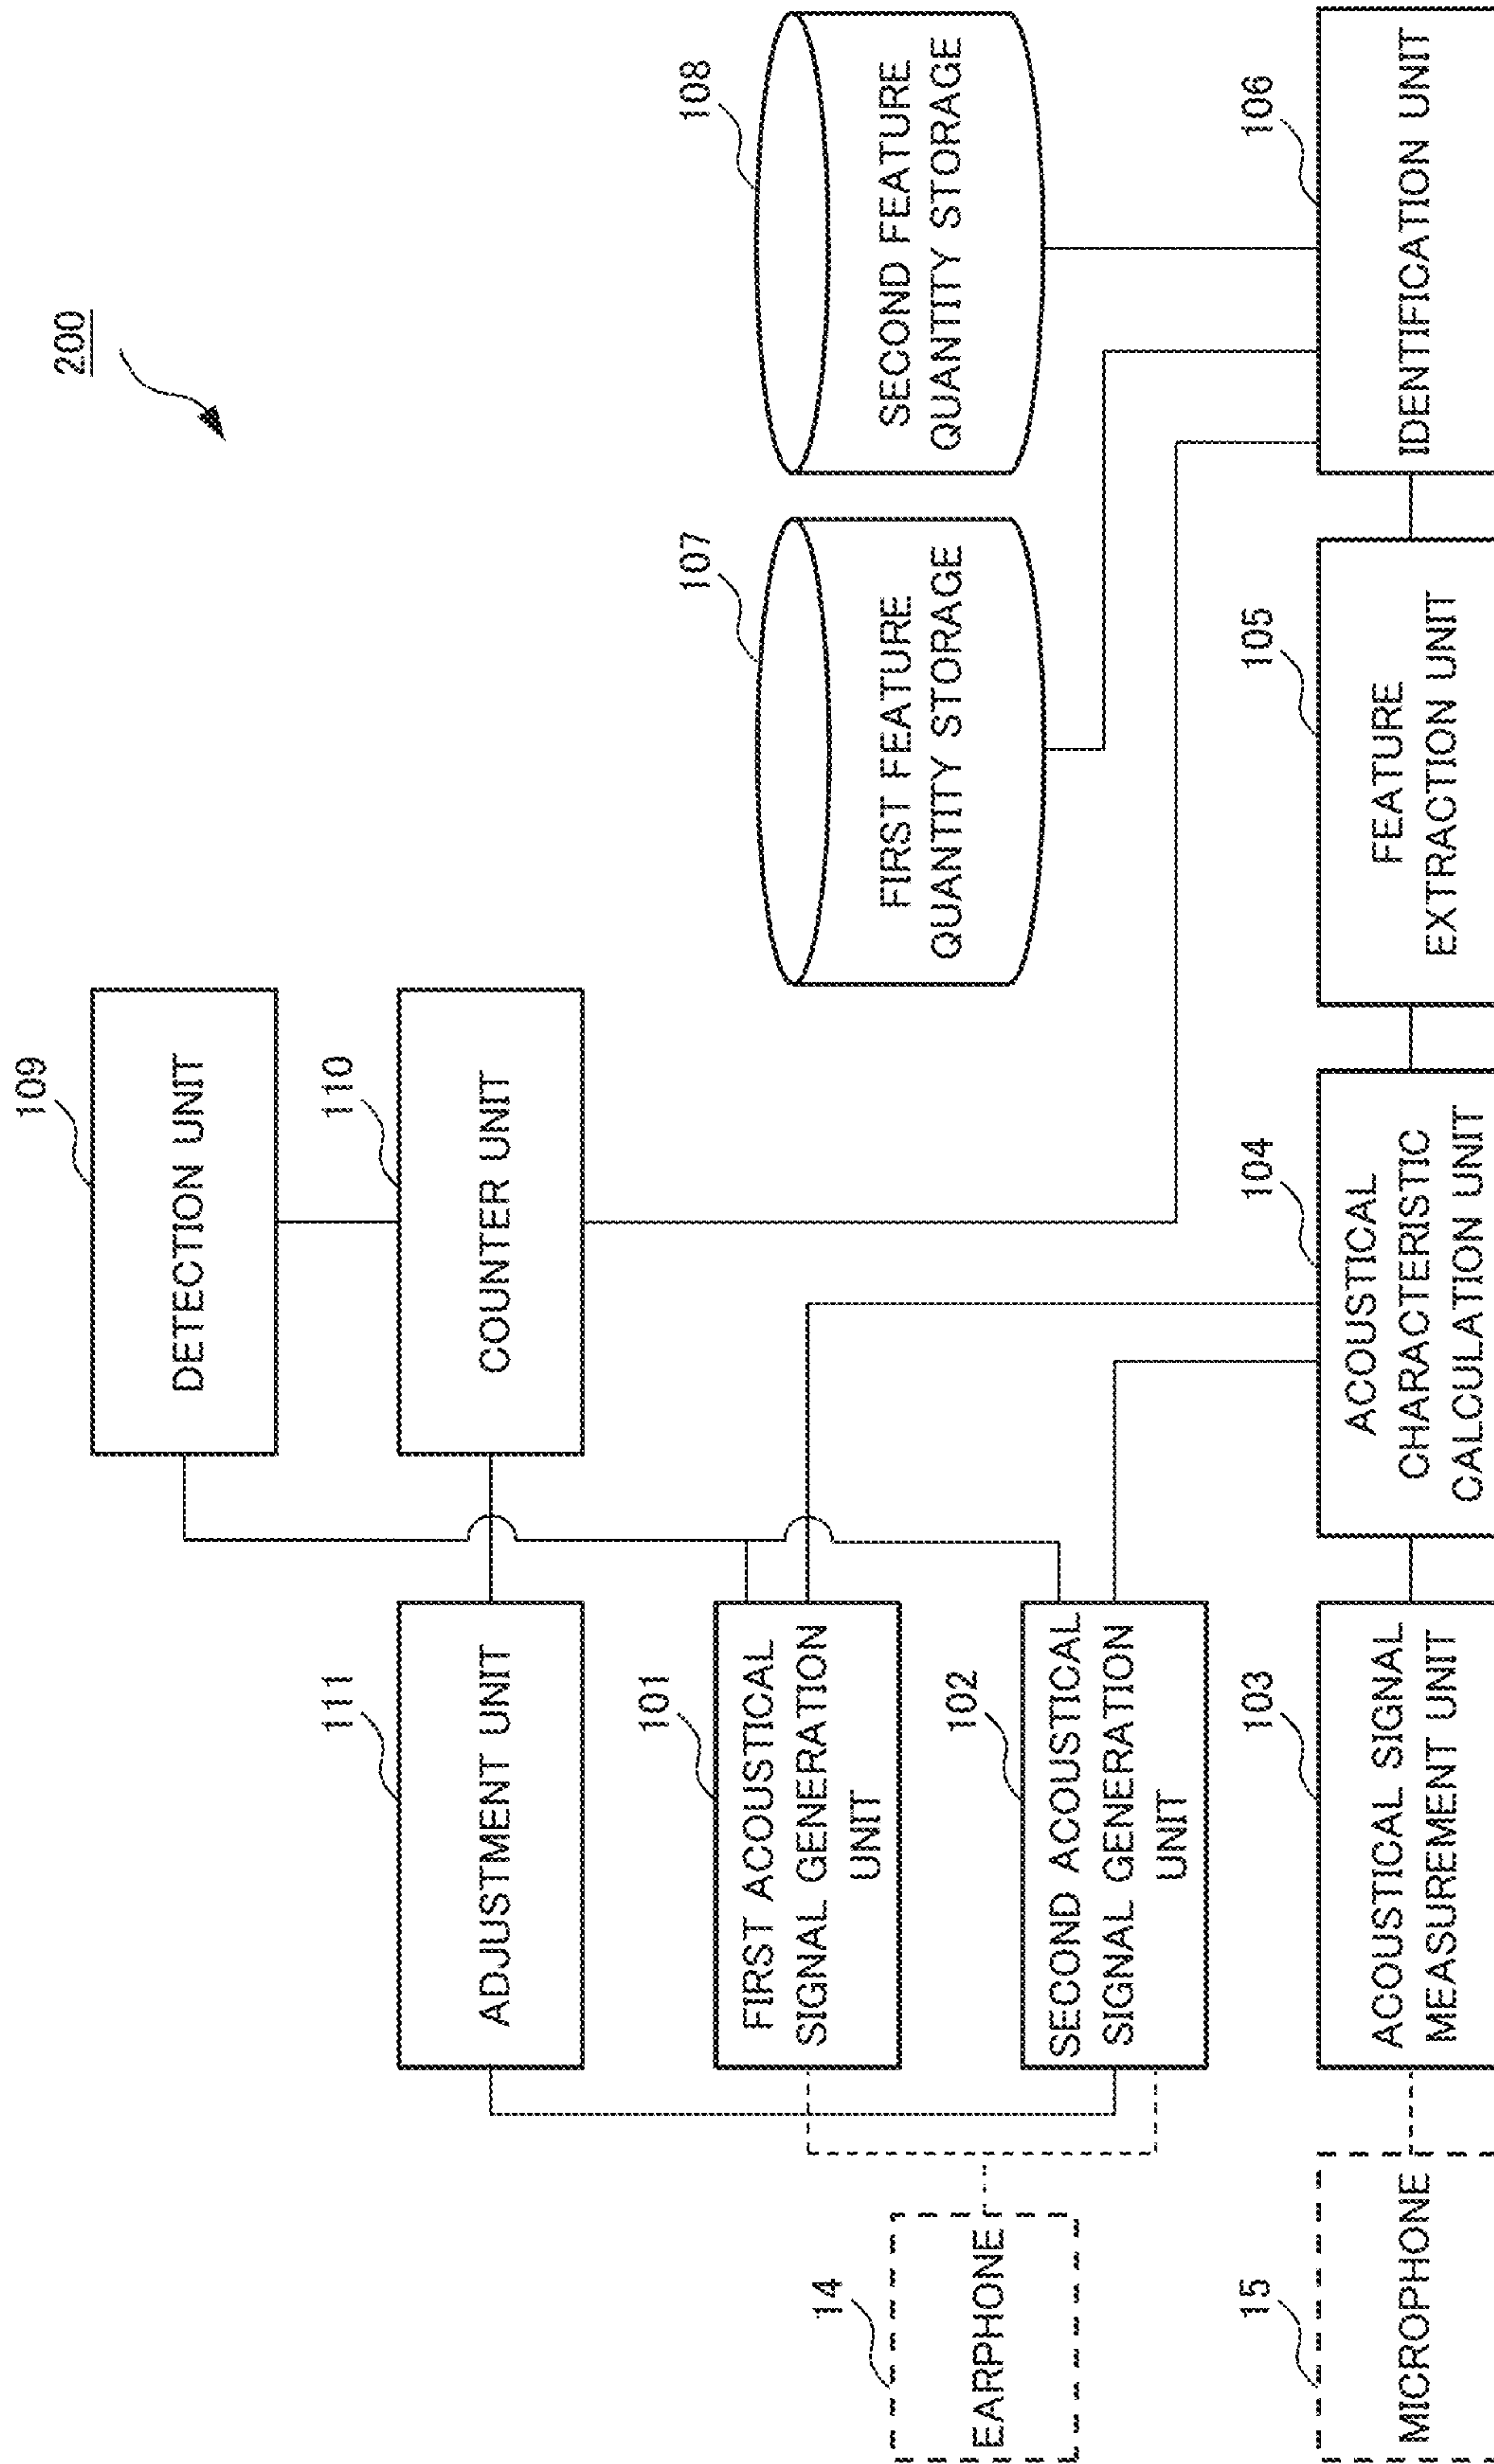 200
109
DETECTION UNIT
111
ADJUSTMENT UNIT
110
COUNTER UNIT
101
FIRST ACOUSTICAL
SIGNAL GENERATION
UNIT
107
FIRST FEATURE
QUANTITY STORAGE
108
SECOND FEATURE
QUANTITY STORAGE
14
EARPHONE
102
SECOND ACOUSTICAL
SIGNAL GENERATION
UNIT
15
MICROPHONE
103
ACOUSTICAL SIGNAL
MEASUREMENT UNIT
104
ACOUSTICAL
CHARACTERISTIC
CALCULATION UNIT
105
FEATURE
EXTRACTION UNIT
106
IDENTIFICATION UNIT